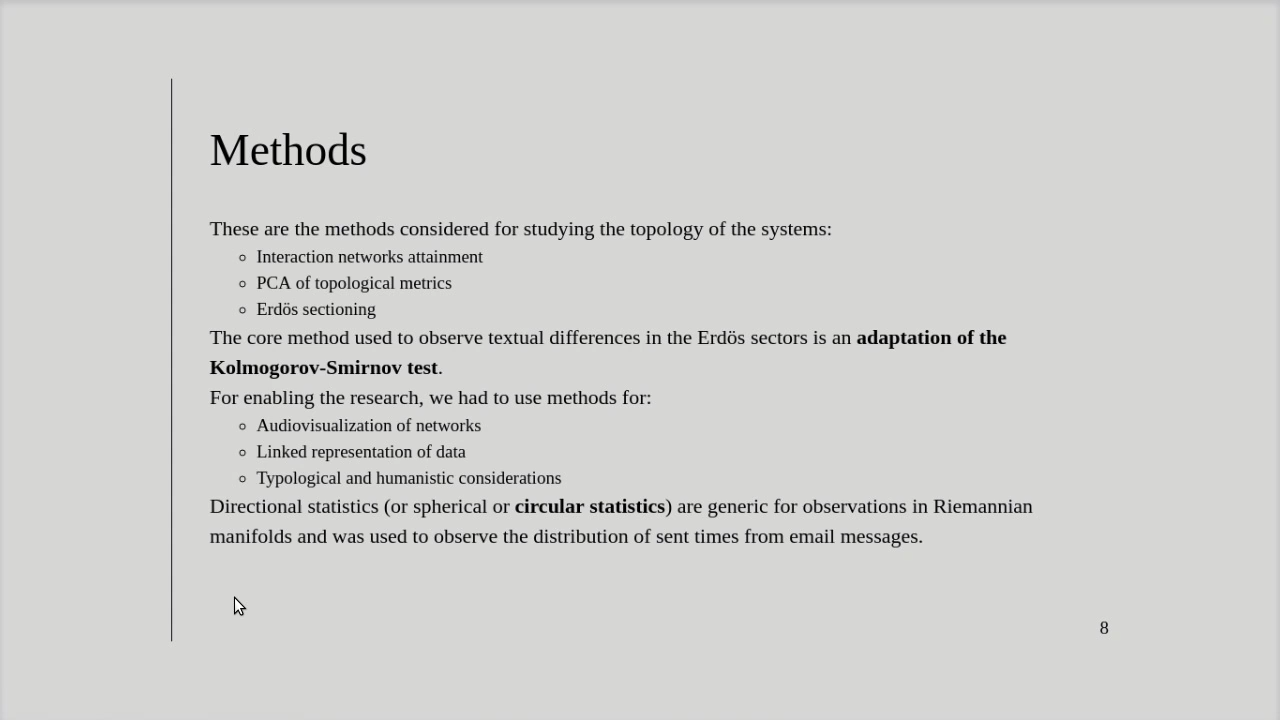 Methods
These are the methods considered for studying the topology of the systems:
Interaction networks attainment
PCA of topological metrics
Erdös sectioning
The core method used to observe textual differences in the Erdös sectors is an adaptation of the
Kolmogorov-Smirnov test.
For enabling the research, we had to use methods for:
Audiovisualization of networks
Linked representation of data
Typological and humanistic considerations
Directional statistics (or spherical or circular statistics) are generic for observations in Riemannian
manifolds and was used to observe the distribution of sent times from email messages.
8